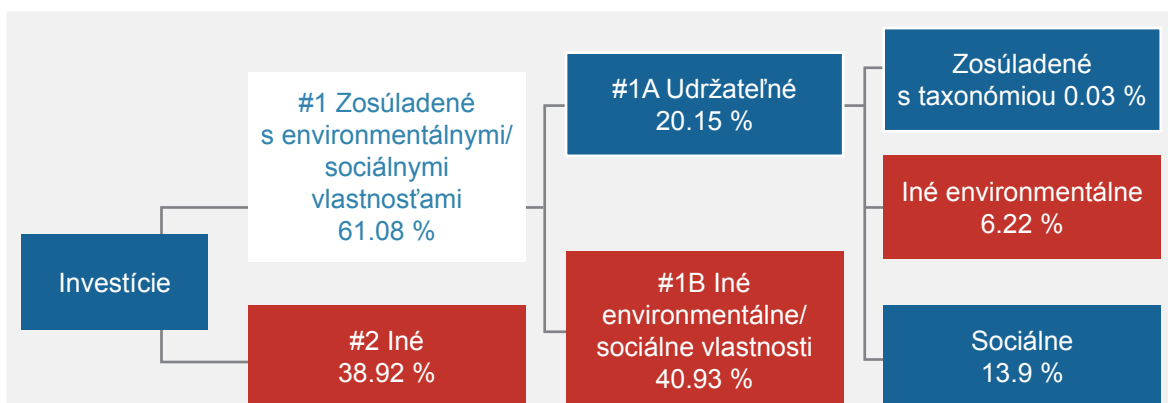 Investície
#1 Zosúladené
s environmentálnymi/
sociálnymi
vlastnosťami
61.08 %
#2 Iné
38.92 %
#1A Udržateľné
20.15 %
#1B Iné
environmentálne/
sociálne vlastnosti
40.93 %
Zosúladené
s taxonómiou 0.03 %
Iné environmentálne
6.22 %
Sociálne
13.9 %